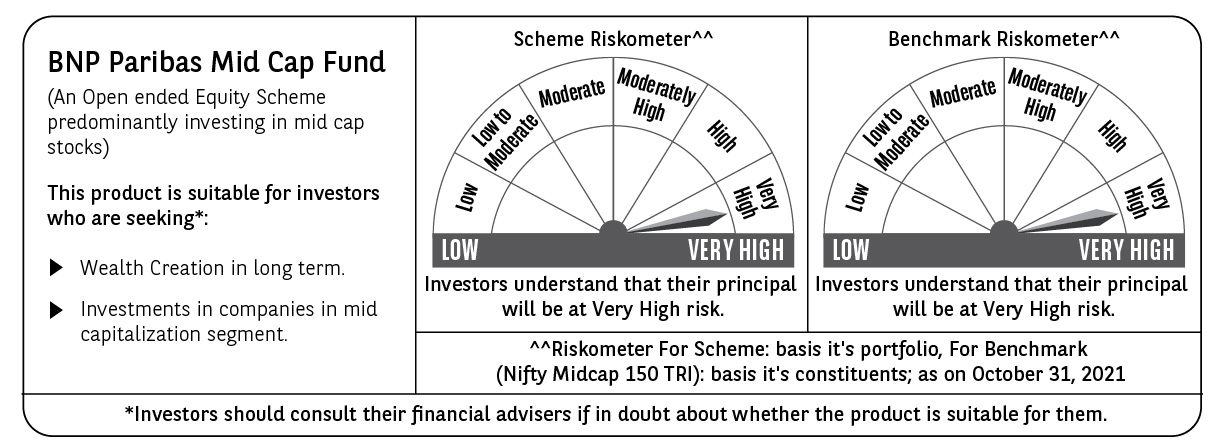 BNP Paribas Mid Cap Fund
(An Open ended Equity Scheme
predominantly investing in mid cap
stocks)
This product is suitable for investors
who are seeking*:
Wealth Creation in long term.
Investments in companies in mid
capitalization segment.
Scheme Riskometer^^
Low
Low to
Moderate
Moderate
Moderately
High
High
Very
High
LOW
VERY HIGH
Investors understand that their principal
will be at Very High risk.
Benchmark Riskometer^^
Low
Low to
Moderate
Moderate
Moderately
High
High
Very
High
LOW
VERY HIGH
Investors understand that their principal
will be at Very High risk.
^^Riskometer For Scheme: basis it's portfolio, For Benchmark
(Nifty Midcap 150 TRI): basis it's constituents; as on October 31, 2021
*Investors should consult their financial advisers if in doubt about whether the product is suitable for them.